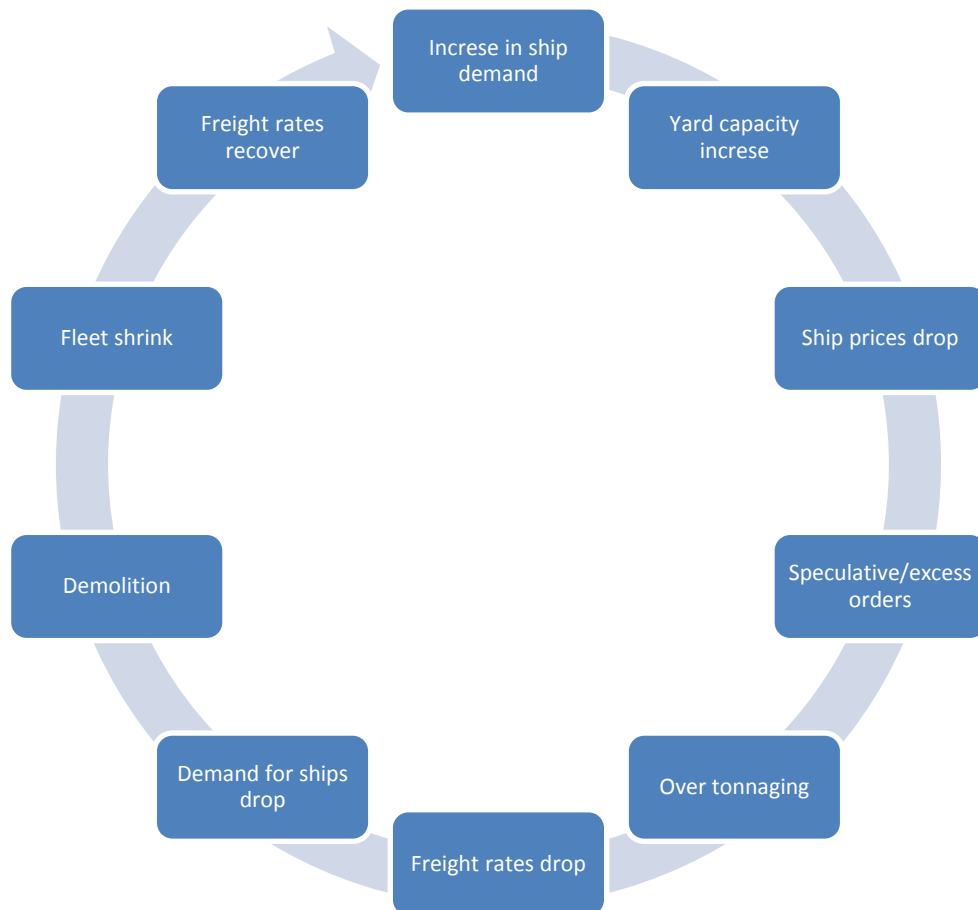 Increse in ship
demand
Yard capacity
increse
Ship prices drop
Speculative/excess
orders
Over tonnaging
Freight rates drop
Demand for ships
drop
Demolition
Fleet shrink
Freight rates
recover